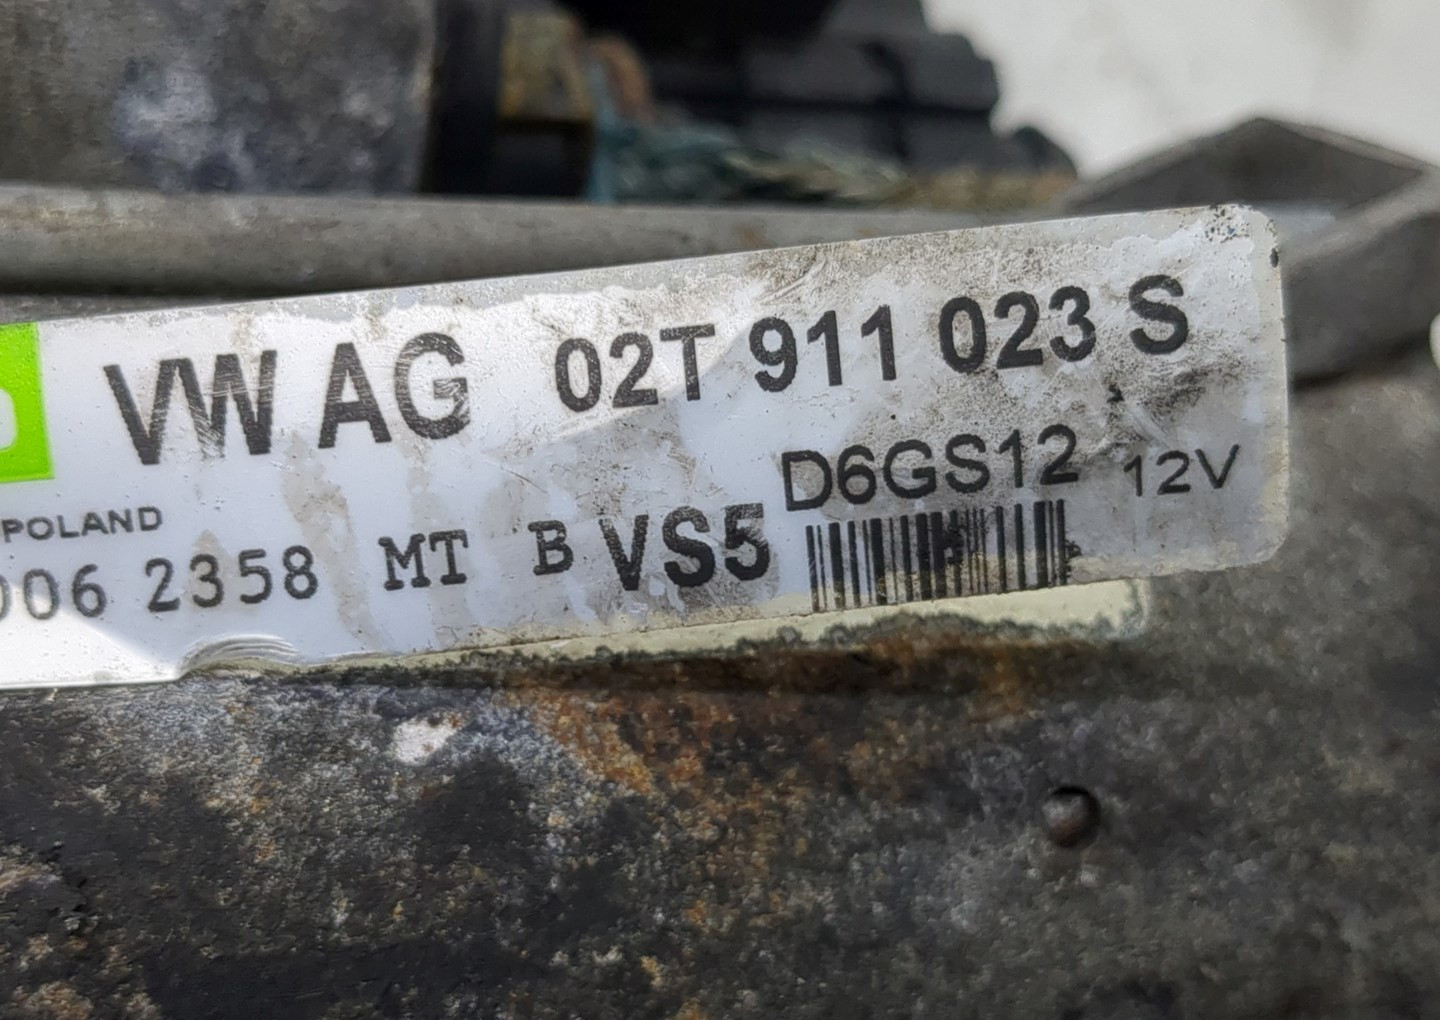 VW AG 02T 911 023 S
D6GS12 12V
POLAND
006 2358 MT B VS5